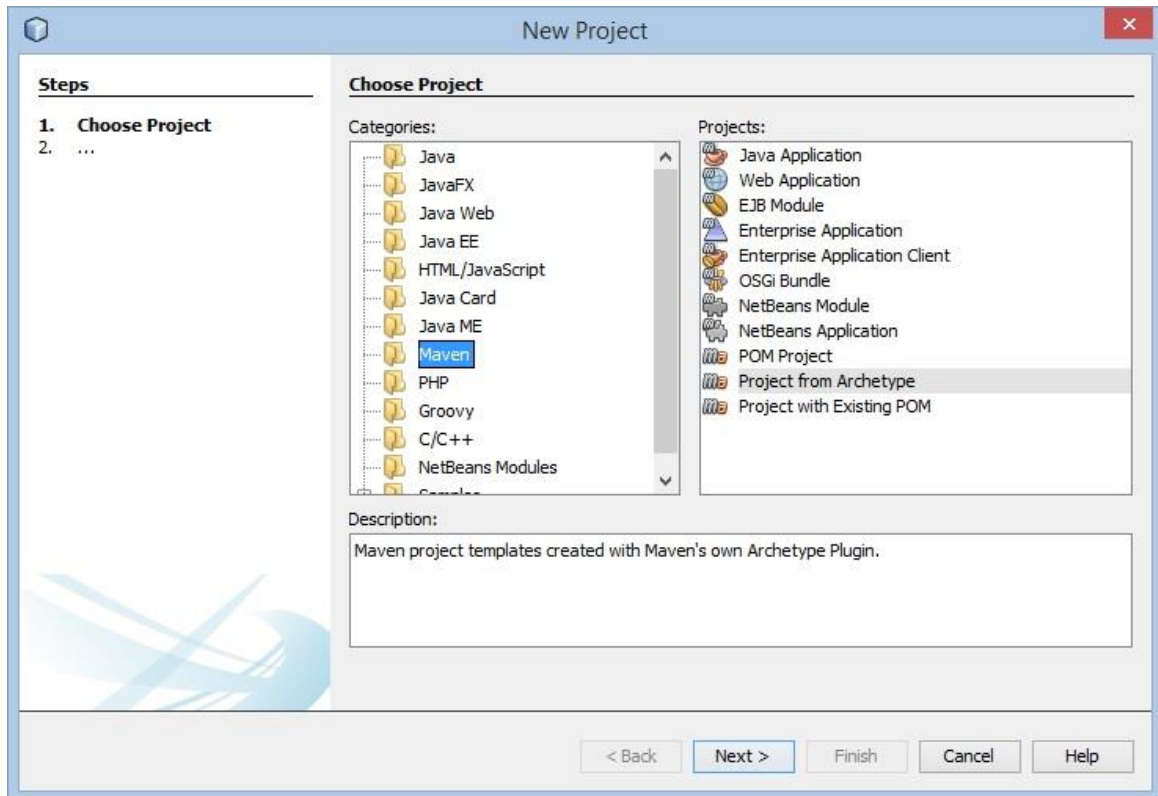 New Project
Steps
1. Choose Project
2. ...
Choose Project
Categories:
Java
JavaFX
Java Web
Java EE
HTML/JavaScript
Java Card
Java ME
Maven
PHP
Groovy
C/C++
NetBeans Modules
Samples
Projects:
Java Application
Web Application
EJB Module
Enterprise Application
Enterprise Application Client
OSGi Bundle
NetBeans Module
NetBeans Application
POM Project
Project from Archetype
Project with Existing POM
Description:
Maven project templates created with Maven's own Archetype Plugin.
< Back Next > Finish Cancel Help